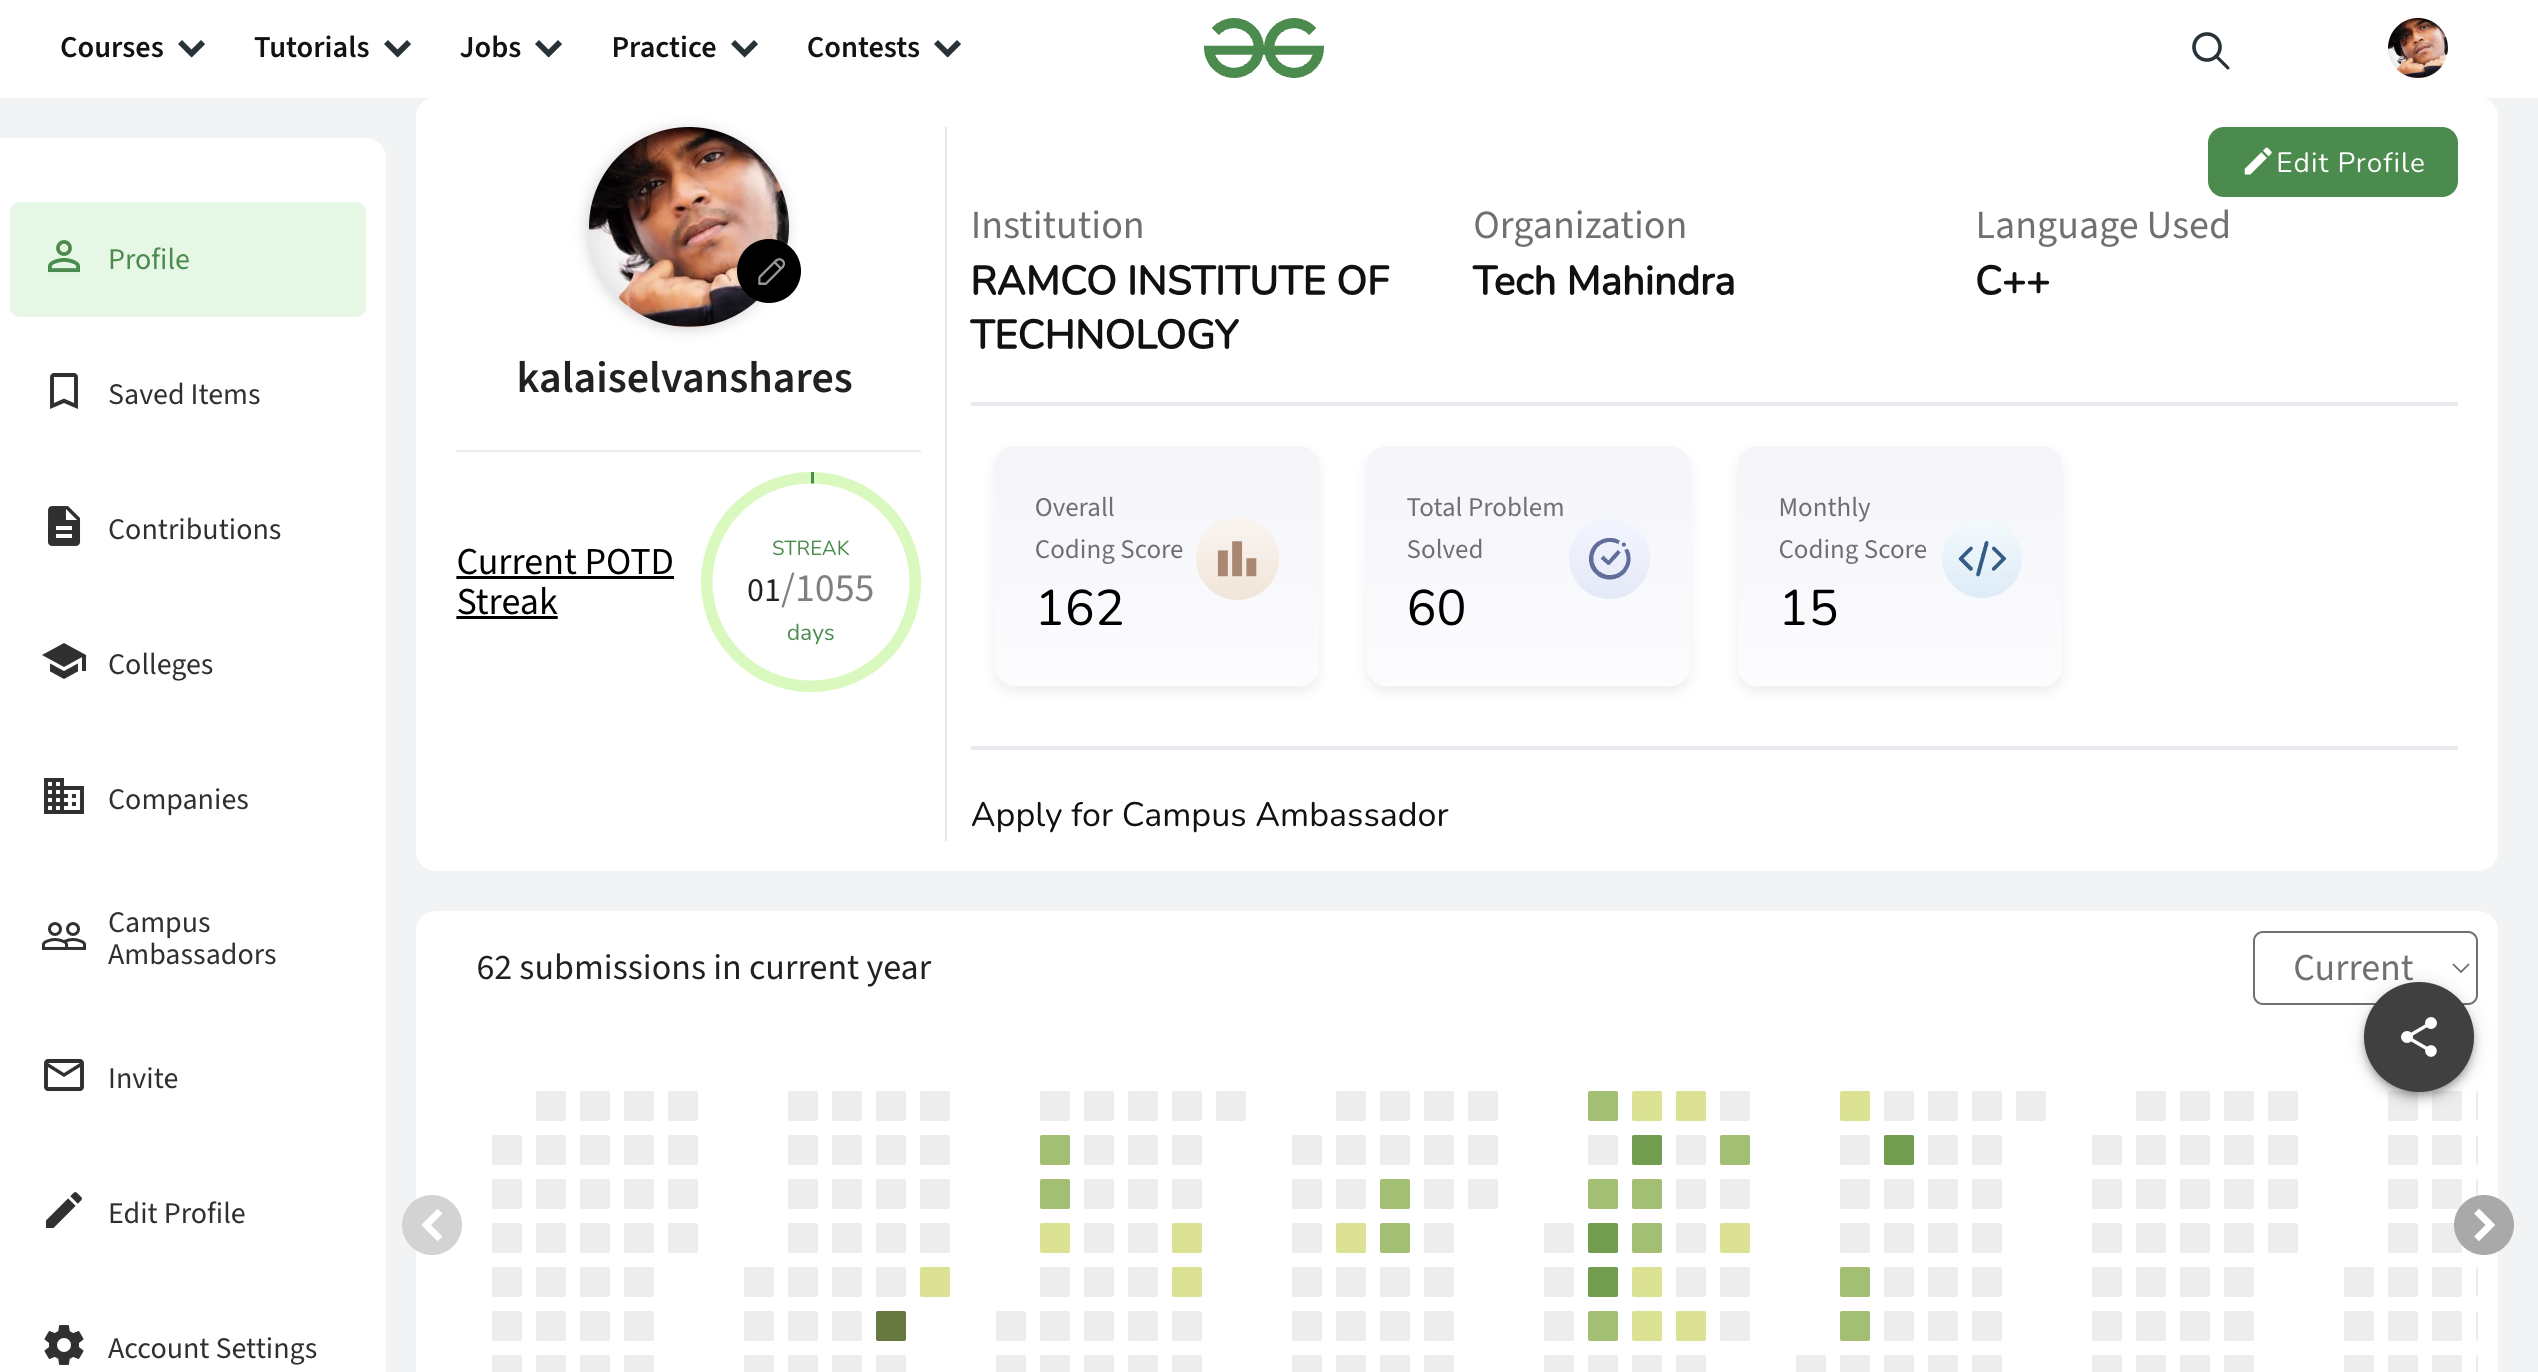 Courses
Tutorials
Jobs
Practice
Contests
Profile
Saved Items
Contributions
Colleges
Companies
Campus
Ambassadors
Invite
Edit Profile
Account Settings
kalaiselvanshares
Current POTD
Streak
STREAK
01/1055
days
Edit Profile
Institution
RAMCO INSTITUTE OF
TECHNOLOGY
Organization
Tech Mahindra
Language Used
C++
Overall
Coding Score
162
Total Problem
Solved
60
Monthly
Coding Score
15
Apply for Campus Ambassador
62 submissions in current year
Current